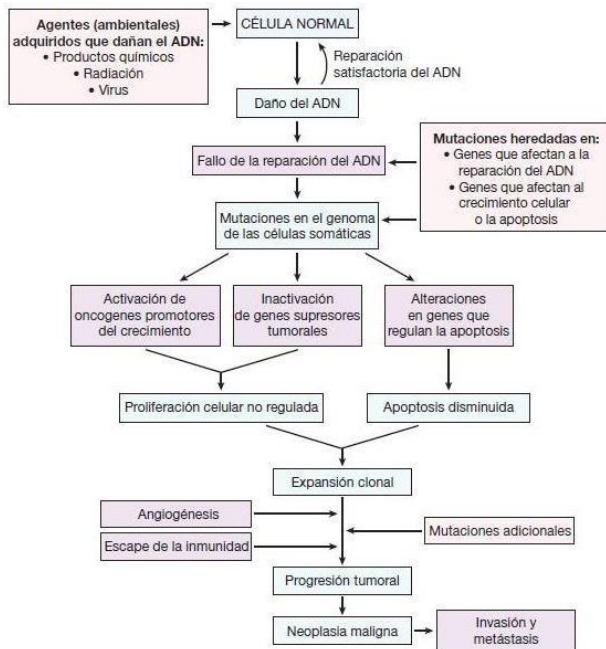 Agentes (ambientales)
adquiridos que dañan el ADN:
• Productos químicos
• Radiación
• Virus
CÉLULA NORMAL
Reparación
satisfactoria del ADN
Daño del ADN
Fallo de la reparación del ADN
Mutaciones heredadas en:
• Genes que afectan a la
reparación del ADN
• Genes que afectan al
crecimiento celular
o la apoptosis
Mutaciones en el genoma
de las células somáticas
Activación de
oncogenes promotores
del crecimiento
Inactivación
de genes supresores
tumorales
Alteraciones
en genes que
regulan la apoptosis
Proliferación celular no regulada
Apoptosis disminuida
Expansión clonal
Angiogénesis
Mutaciones adicionales
Escape de la inmunidad
Progresión tumoral
Neoplasia maligna
Invasión y
metástasis